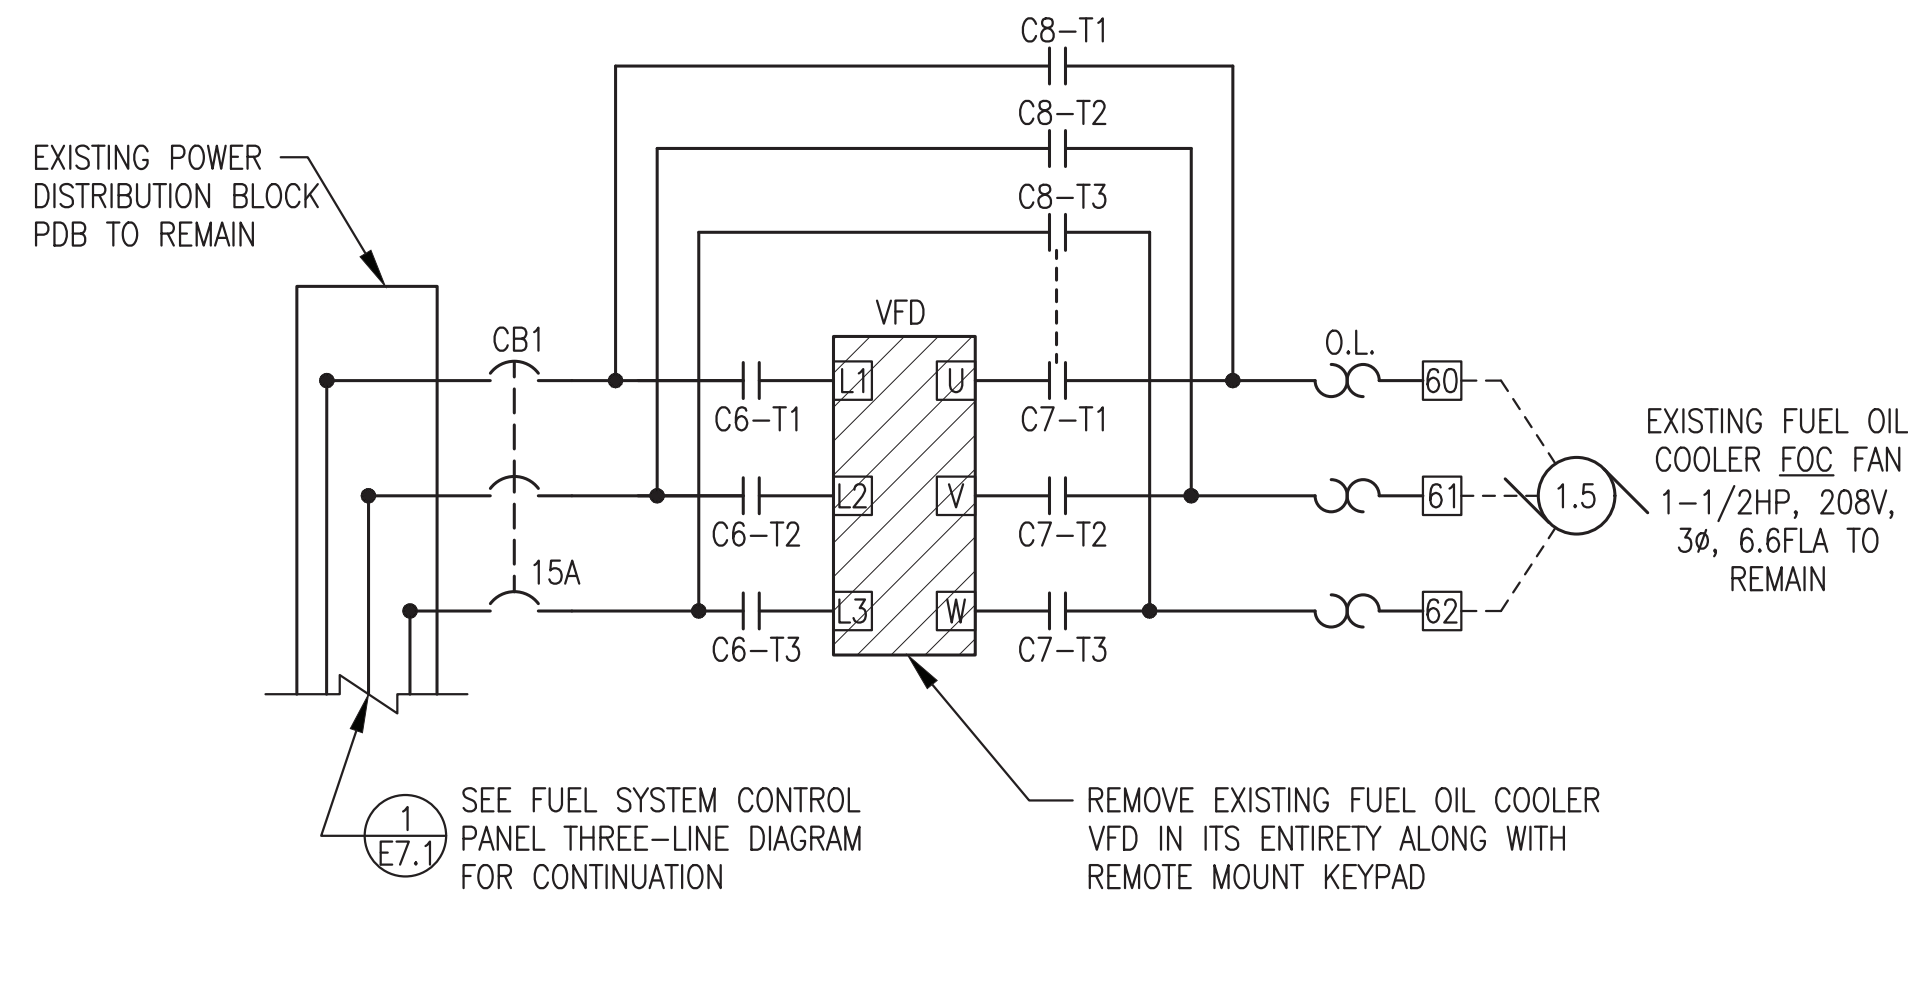 C8-T1
C8-T2
C8-T3
EXISTING POWER
DISTRIBUTION BLOCK
PDB TO REMAIN
VFD
CB1
15A
L1
L2
L3
U
V
W
C6-T1
C6-T2
C6-T3
C7-T1
C7-T2
C7-T3
O.L.
60
61
62
1.5
EXISTING FUEL OIL
COOLER FOC FAN
1-1/2HP, 208V,
3ø, 6.6FLA TO
REMAIN
1
E7.1
SEE FUEL SYSTEM CONTROL
PANEL THREE-LINE DIAGRAM
FOR CONTINUATION
REMOVE EXISTING FUEL OIL COOLER
VFD IN ITS ENTIRETY ALONG WITH
REMOTE MOUNT KEYPAD